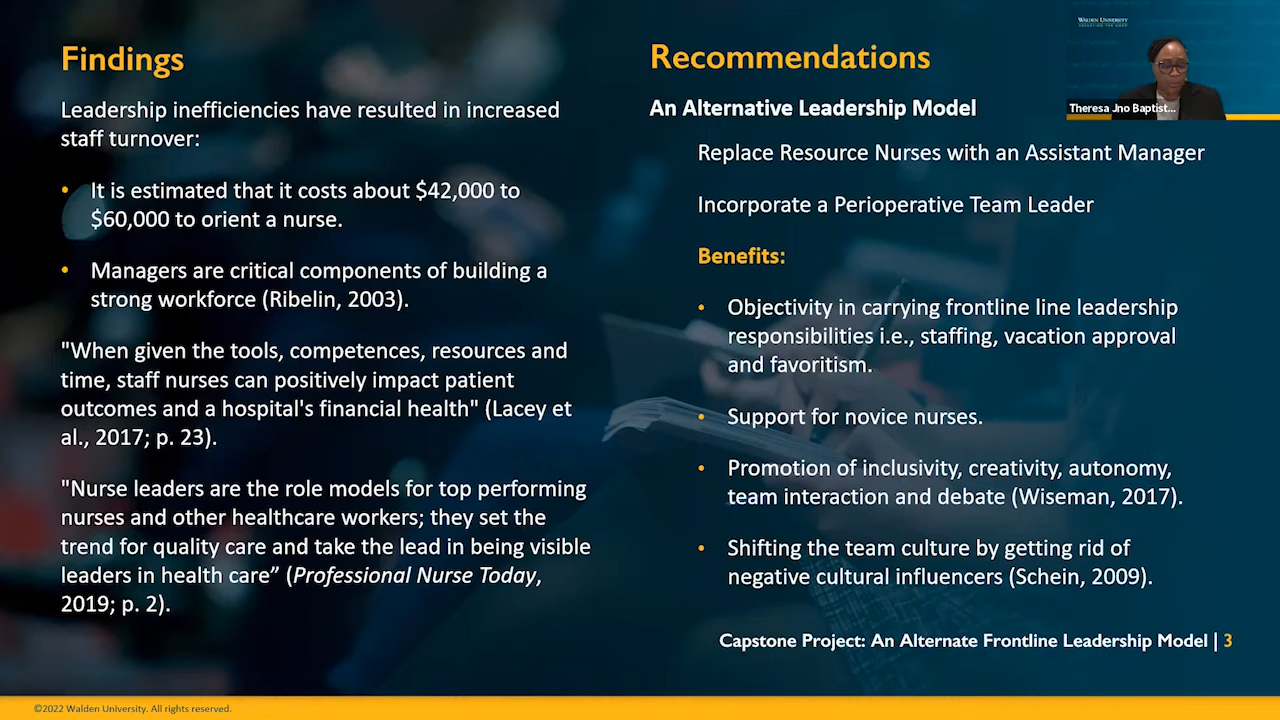 Findings
Leadership inefficiencies have resulted in increased
staff turnover:
• It is estimated that it costs about $42,000 to
$60,000 to orient a nurse.
• Managers are critical components of building a
strong workforce (Ribelin, 2003).
"When given the tools, competences, resources and
time, staff nurses can positively impact patient
outcomes and a hospital's financial health" (Lacey et
al., 2017; p. 23).
"Nurse leaders are the role models for top performing
nurses and other healthcare workers; they set the
trend for quality care and take the lead in being visible
leaders in health care” (Professional Nurse Today,
2019; p. 2).
Recommendations
An Alternative Leadership Model
Replace Resource Nurses with an Assistant Manager
Incorporate a Perioperative Team Leader
Benefits:
• Objectivity in carrying frontline line leadership
responsibilities i.e., staffing, vacation approval
and favoritism.
• Support for novice nurses.
• Promotion of inclusivity, creativity, autonomy,
team interaction and debate (Wiseman, 2017).
• Shifting the team culture by getting rid of
negative cultural influencers (Schein, 2009).
Capstone Project: An Alternate Frontline Leadership Model | 3
WALDEN UNIVERSITY
Theresa Jno Baptist...
©2022 Walden University. All rights reserved.